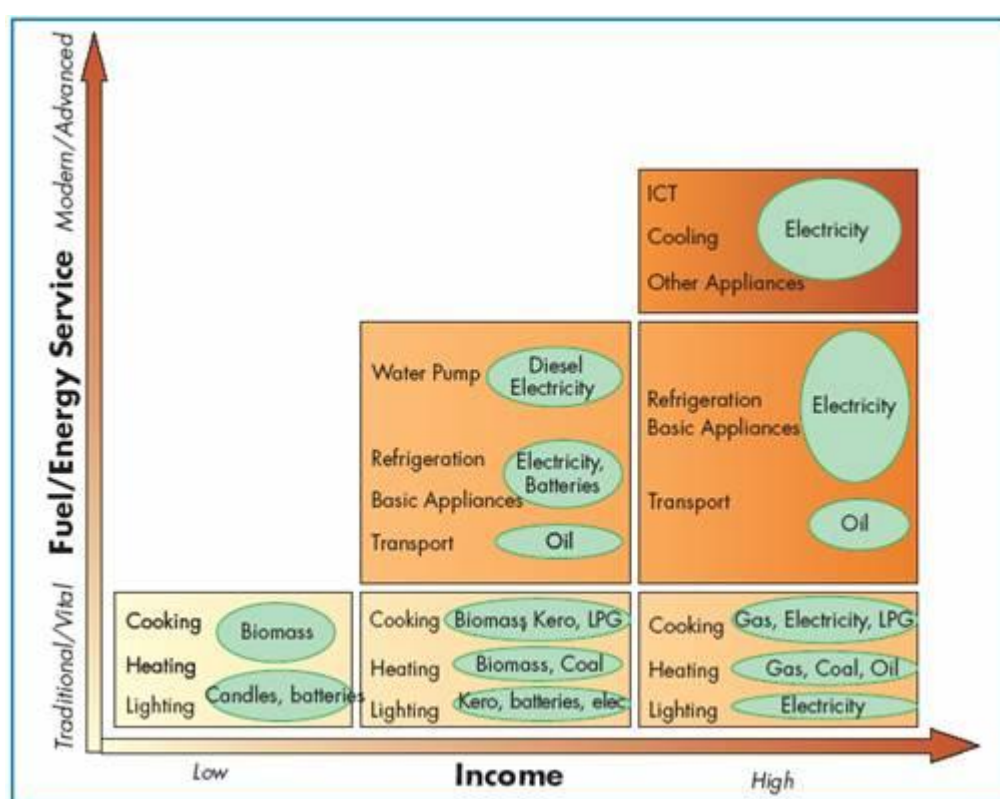 Fuel/Energy Service
Modern/Advanced
Traditional/Vital
ICT
Cooling
Other Appliances
Electricity
Water Pump
Diesel
Electricity
Refrigeration
Basic Appliances
Electricity,
Batteries
Transport
Oil
Refrigeration
Basic Appliances
Electricity
Transport
Oil
Cooking
Heating
Biomass
Lighting
Candles, batteries
Cooking
Biomass, Kero, LPG
Heating
Biomass, Coal
Lighting
Kero, batteries, elec
Cooking
Gas, Electricity, LPG
Heating
Gas, Coal, Oil
Lighting
Electricity
Low
Income
High